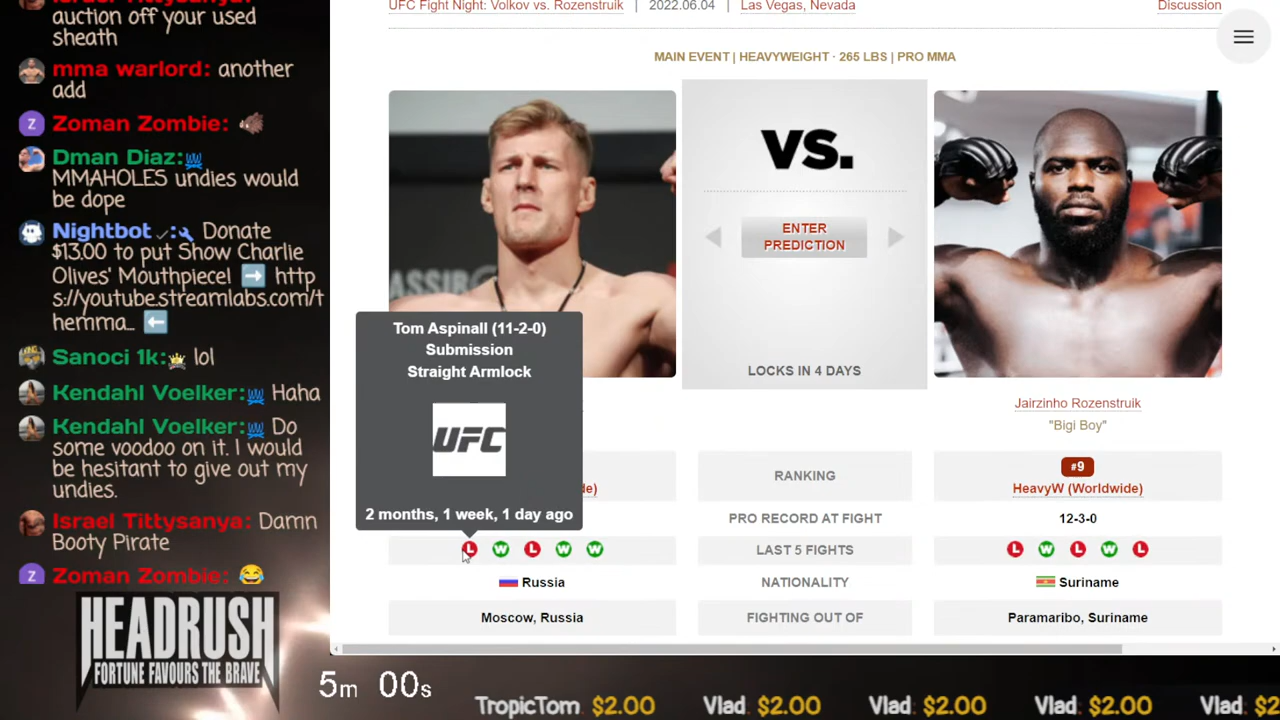 Israel Tittysanya:
auction off your used
sheath
mma warlord: another
add
Zoman Zombie:
Dman Diaz:
MMAHOLES undies would
be dope
Nightbot: Donate
$13.00 to put Show Charlie
Olives' Mouthpiece! ➡ http
s://youtube.streamlabs.com/t
hemma... ⬅
Sanoci 1k: lol
Kendahl Voelker: Haha
Kendahl Voelker: Do
some voodoo on it. I would
be hesitant to give out my
undies.
Israel Tittysanya: Damn
Booty Pirate
Zoman Zombie: 😂
HEADRUSH
FORTUNE FAVOURS THE BRAVE
UFC Fight Night: Volkov vs. Rozenstruik | 2022.06.04 | Las Vegas, Nevada
Discussion
MAIN EVENT | HEAVYWEIGHT · 265 LBS | PRO MMA
VS.
ENTER
PREDICTION
LOCKS IN 4 DAYS
Tom Aspinall (11-2-0)
Submission
Straight Armlock
UFC
2 months, 1 week, 1 day ago
Jairzinho Rozenstruik
"Bigi Boy"
de) RANKING #9
HeavyW (Worldwide)
PRO RECORD AT FIGHT 12-3-0
L W L W W LAST 5 FIGHTS L W L W L
Russia NATIONALITY Suriname
Moscow, Russia FIGHTING OUT OF Paramaribo, Suriname
5m 00s
TropicTom $2.00 Vlad $2.00 Vlad $2.00 Vlad $2.00 Vlad $2